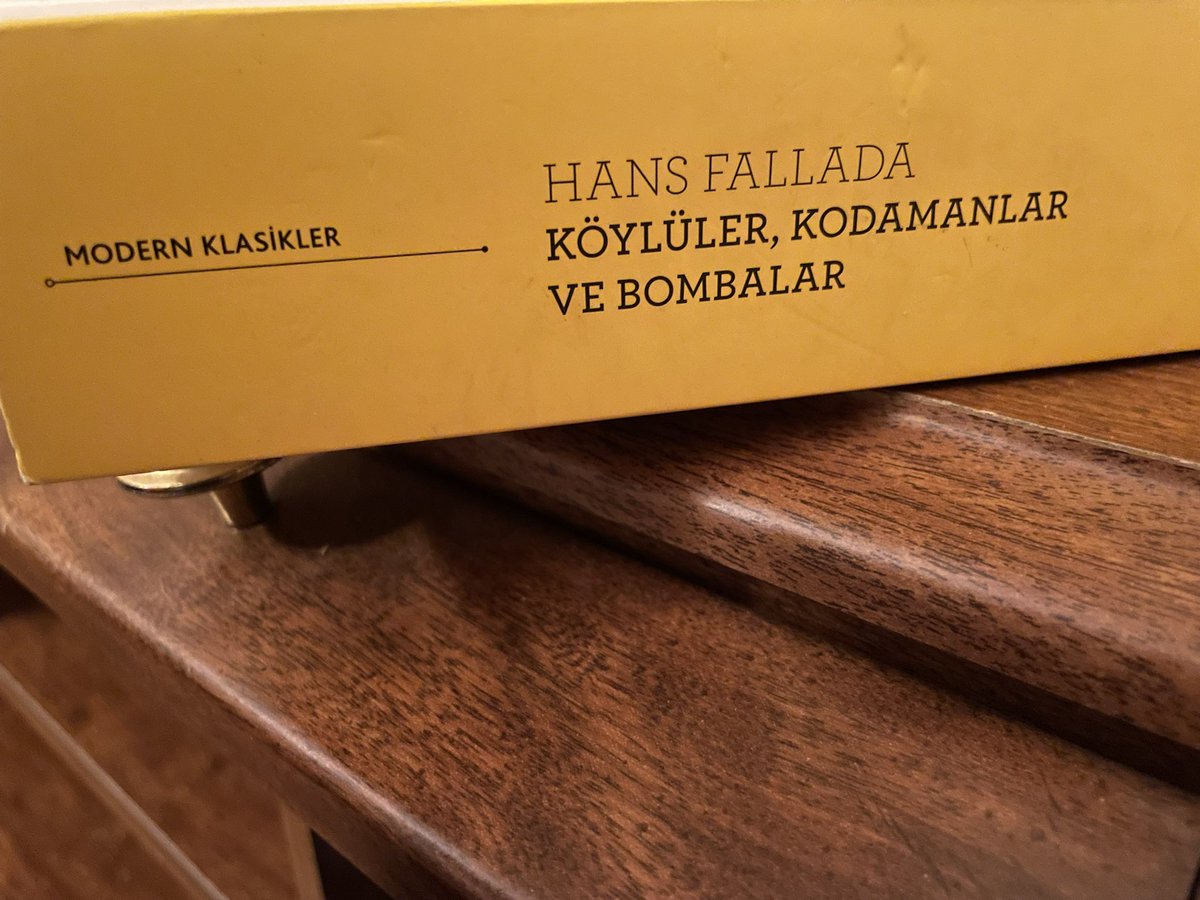 MODERN KLASİKLER
HANS FALLADA
KÖYLÜLER, KODAMANLAR
VE BOMBALAR